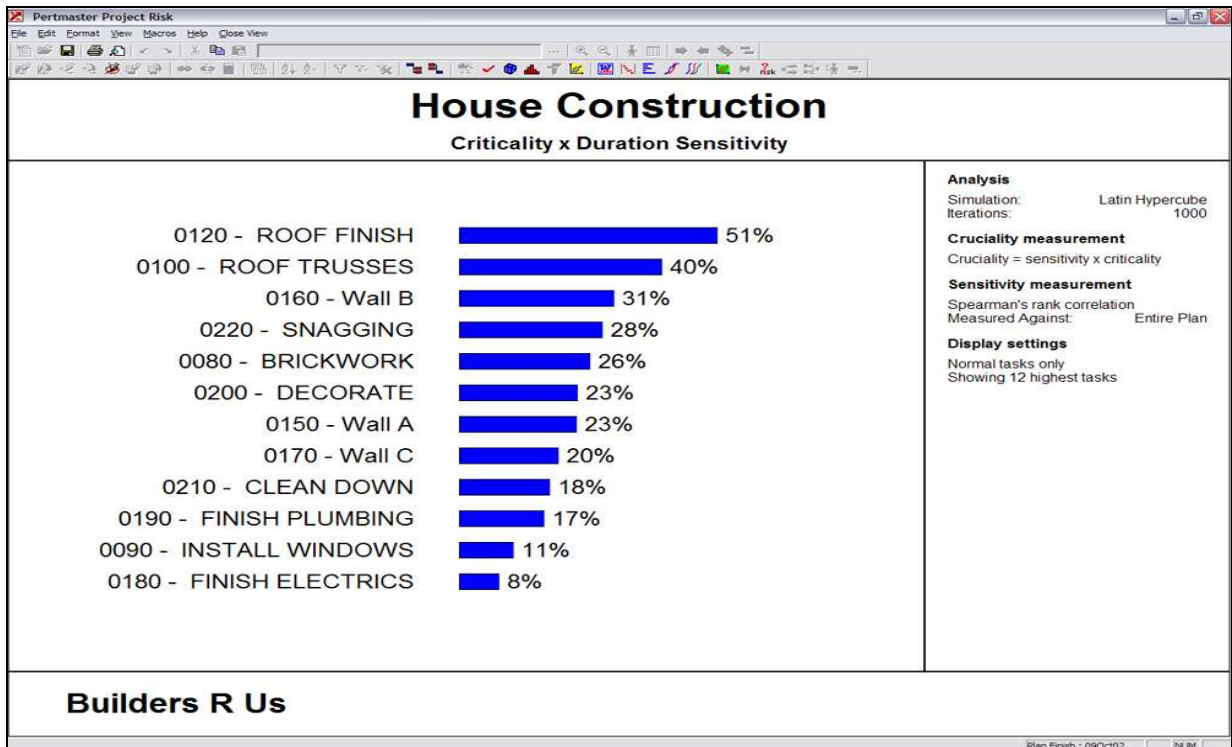 Pertmaster Project Risk
File Edit Format View Macros Help Close View
House Construction
Criticality x Duration Sensitivity
0120 - ROOF FINISH 51%
0100 - ROOF TRUSSES 40%
0160 - Wall B 31%
0220 - SNAGGING 28%
0080 - BRICKWORK 26%
0200 - DECORATE 23%
0150 - Wall A 23%
0170 - Wall C 20%
0210 - CLEAN DOWN 18%
0190 - FINISH PLUMBING 17%
0090 - INSTALL WINDOWS 11%
0180 - FINISH ELECTRICS 8%
Analysis
Simulation: Latin Hypercube
Iterations: 1000
Cruciality measurement
Cruciality = sensitivity x criticality
Sensitivity measurement
Spearman's rank correlation
Measured Against: Entire Plan
Display settings
Normal tasks only
Showing 12 highest tasks
Builders R Us
Plan Finish : 09Oct02 NUM